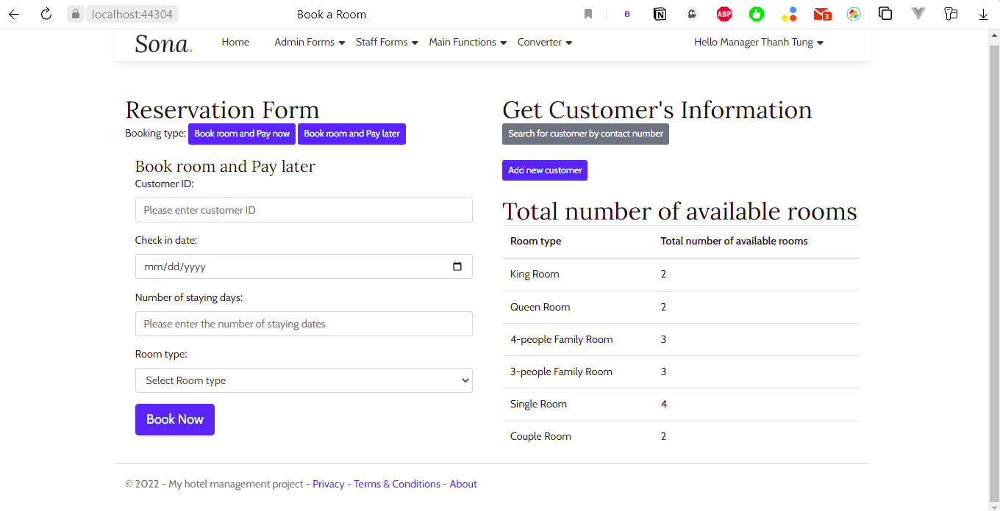 localhost:44304 Book a Room B N ABP 3
Sona. Home Admin Forms Staff Forms Main Functions Converter Hello Manager Thanh Tung
Reservation Form
Booking type: Book room and Pay now Book room and Pay later
Book room and Pay later
Customer ID:
Please enter customer ID
Check in date:
mm/dd/yyyy
Number of staying days:
Please enter the number of staying dates
Room type:
Select Room type
Book Now
Get Customer's Information
Search for customer by contact number
Add new customer
Total number of available rooms
Room type Total number of available rooms
King Room 2
Queen Room 2
4-people Family Room 3
3-people Family Room 3
Single Room 4
Couple Room 2
© 2022 - My hotel management project - Privacy - Terms & Conditions - About